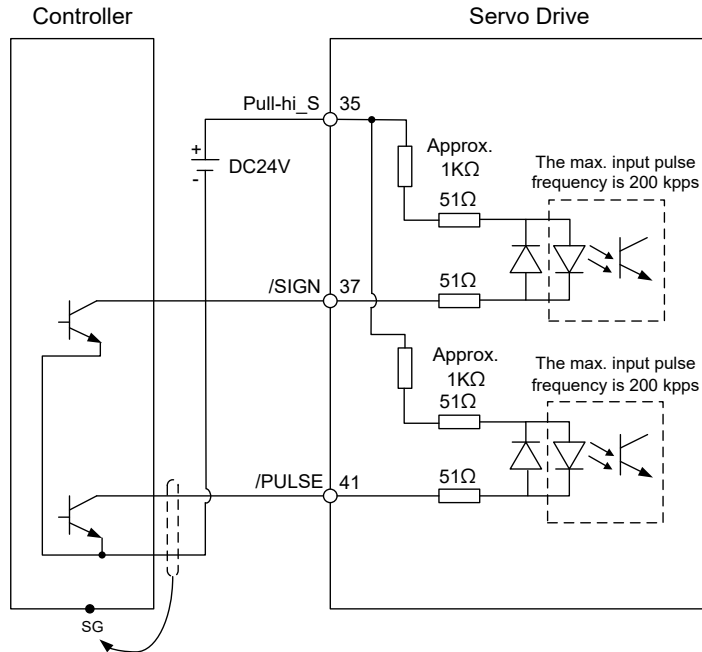 Controller
Servo Drive
Pull-hi_S
35
+
-
DC24V
Approx.
1KΩ
51Ω
The max. input pulse
frequency is 200 kpps
/SIGN
37
51Ω
Approx.
1KΩ
51Ω
The max. input pulse
frequency is 200 kpps
/PULSE
41
51Ω
SG